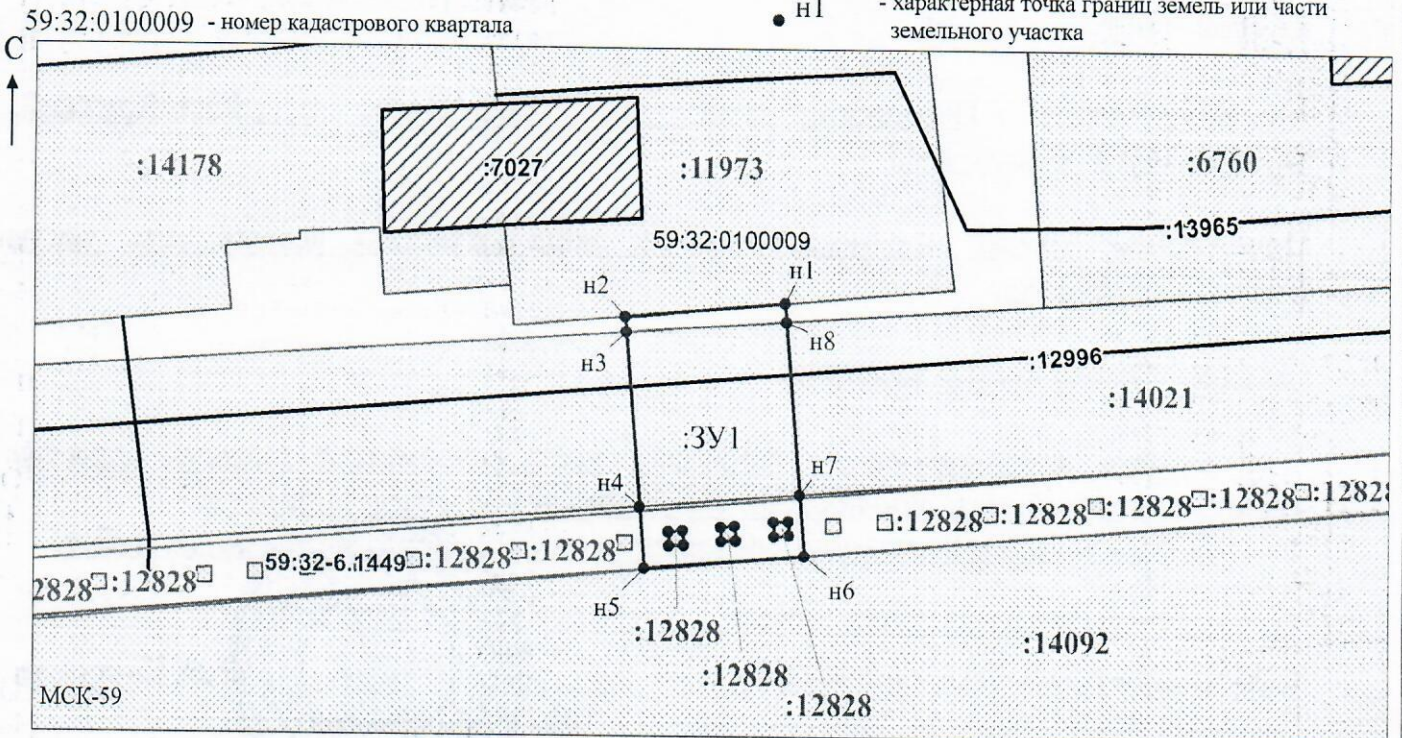 59:32:0100009 - номер кадастрового квартала
н1 - характерная точка границ земель или части
земельного участка
С
:14178
:7027
:11973
:6760
:13965
59:32:0100009
н1
н2
н3
н8
:12996
:14021
:ЗУ1
н7
н4
:12828 :12828 :12828 :12828 :12828
:12828 :12828
59:32-6.1449
2828 :12828
н5
н6
:12828
:14092
:12828
:12828
МСК-59